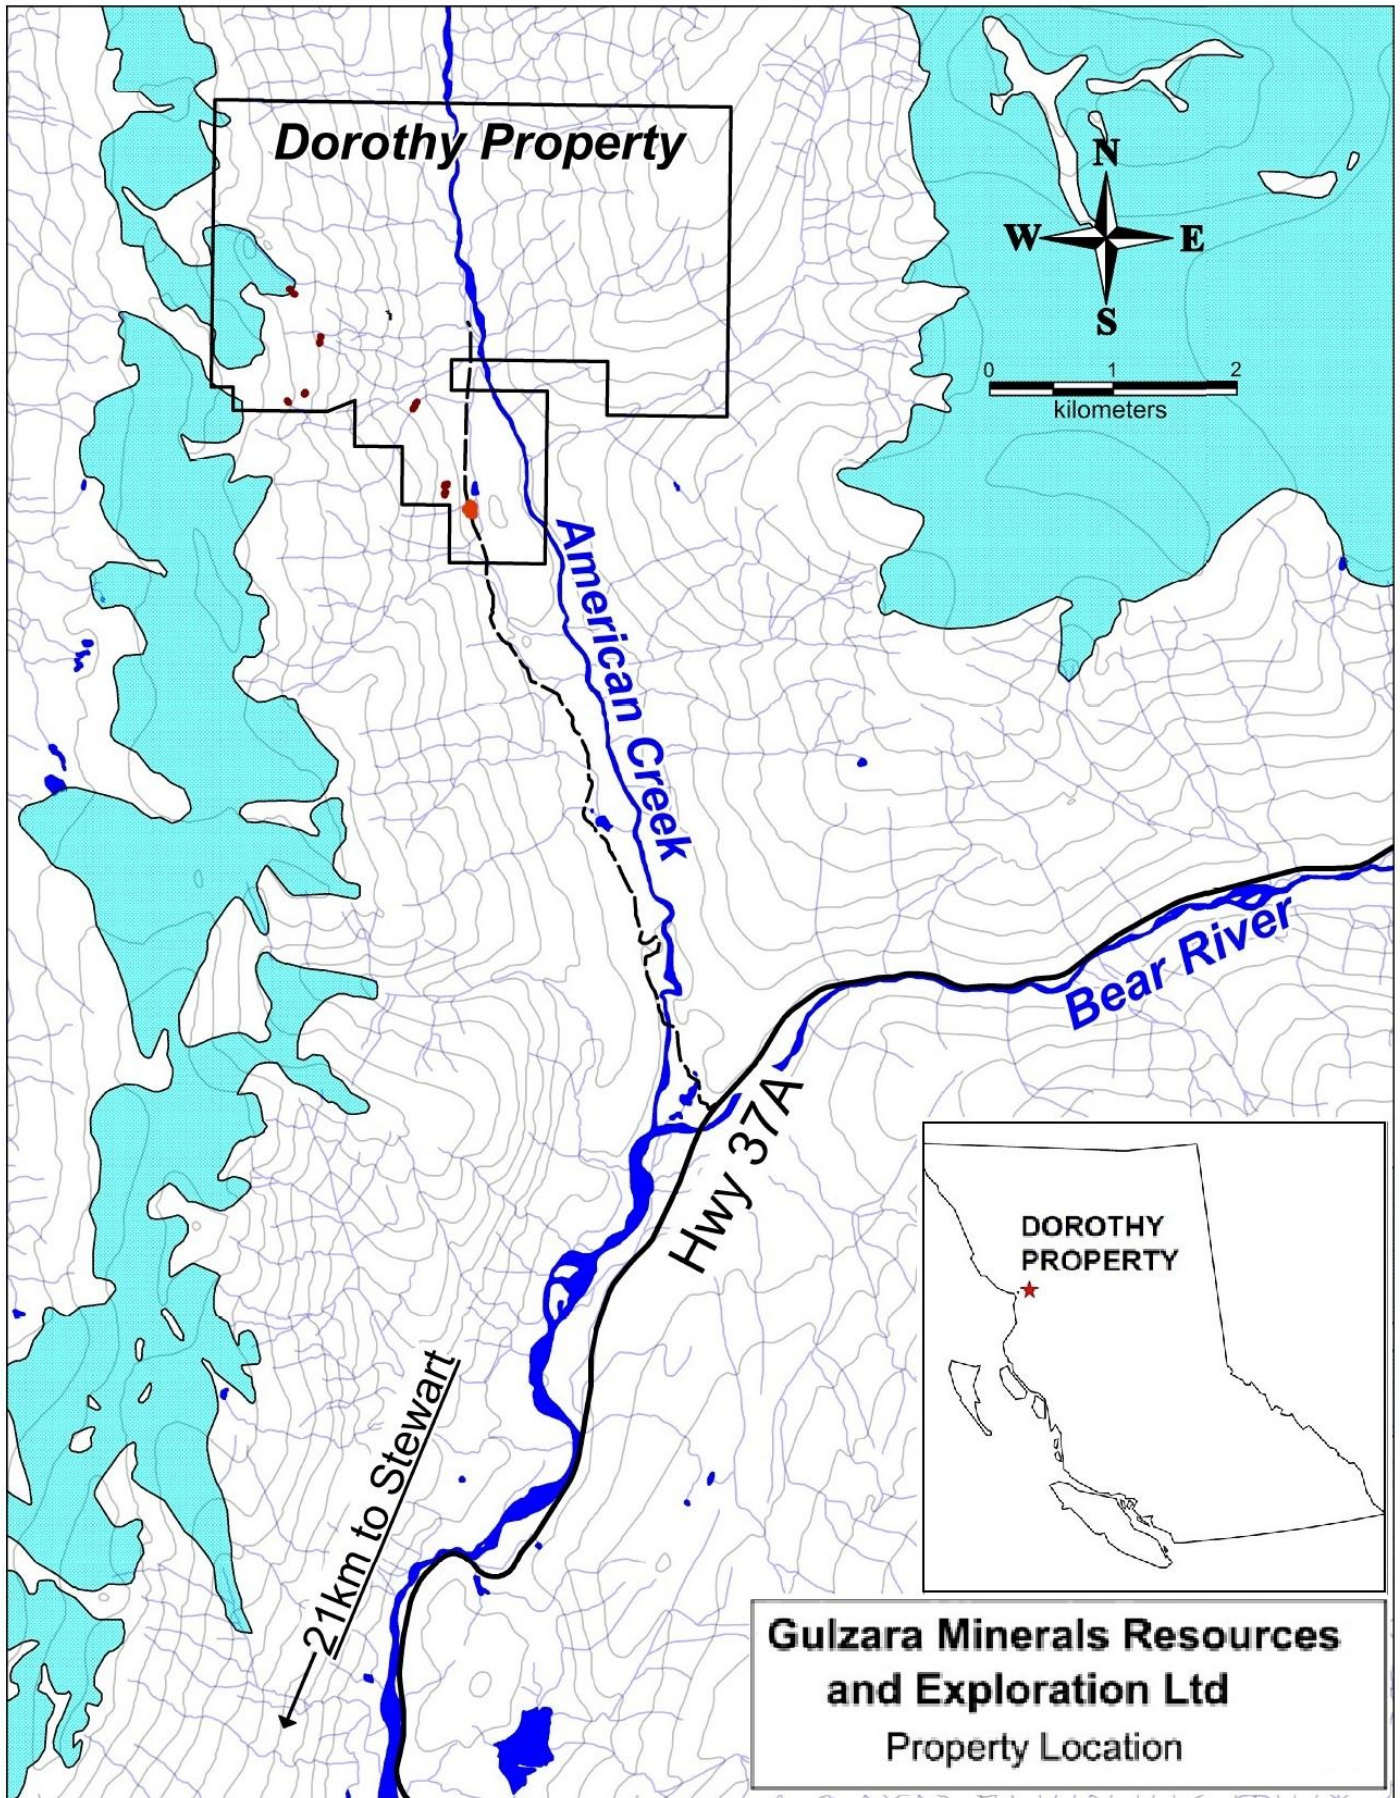 Dorothy Property
N
W
E
S
0
1
2
kilometers
American Creek
Bear River
Hwy 37A
DOROTHY
PROPERTY
21km to Stewart
Gulzara Minerals Resources
and Exploration Ltd
Property Location